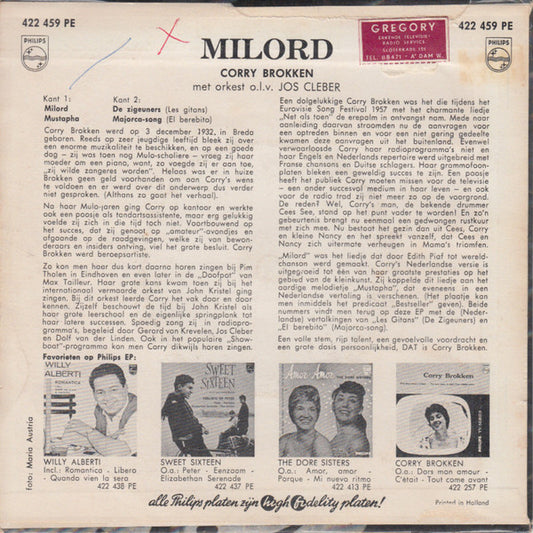 422 459 PE
PHILIPS
MILORD
GREGORY
ERKENDE TELEVISIE-
RADIO SERVICE
SLOTERKADE 105
TEL. 88471 - A'DAM W.
422 459 PE
PHILIPS
CORRY BROKKEN
met orkest o.l.v. JOS CLEBER
Kant 1: Kant 2:
Milord De zigeuners (Les gitans)
Mustapha Majorca-song (El berebito)
Corry Brokken werd op 3 december 1932, in Breda
geboren. Reeds op zeer jeugdige leeftijd bleek zij over
een enorme muzikaliteit te beschikken, en op een goede
dag — zij was toen nog Mulo-scholiere — vroeg zij haar
moeder om een piano, want, zo voegde zij er aan toe,
„zij wilde zangeres worden". Helaas was er in huize
Brokken geen geld voorhanden om aan Corry's wens
te voldoen en er werd over dit onderwerp dus verder
niet gesproken. (Althans zo gaat het verhaal).
Na haar Mulo-jaren ging Corry op kantoor en werkte
ook een poosje als tandartsassistente, maar erg gelukkig
voelde zij zich in die tijd toch niet. Voortbouwend op
het succes, dat zij genoot, op „amateur"-avondjes en
afgaande op de raadgevingen, welke zij van bewon-
deraars en insiders ontving, viel het grote besluit. Corry
Brokken werd beroepsartiste.
Zo kon men haar dus kort daarna horen zingen bij Pim
Tholen in Eindhoven en even later in de „Doofpot" van
Max Tailleur. Haar grote kans kwam toen zij bij het
internationaal vermaarde ensemble John Kristel ging
zingen. Bij dit orkest leerde Corry het vak door en door
kennen. Zijzelf beschouwt de tijd bij John Kristel als
haar grote leerschool en de eigenlijke springplank tot
haar latere successen. Spoedig zong zij in radiopro-
gramma's, begeleid door Gerard van Krevelen, Jos Cleber
en Dolf van der Linden. Ook in het populaire „Show-
boat"-programma kan men Corry dikwijls horen zingen.
Een dolgelukkige Corry Brokken was het die tijdens het
Eurovisie Song Festival 1957 met het charmante liedje
„Net als toen" de erepalm in ontvangst nam. Mede naar
aanleiding daarvan stroomden nu de aanvragen voor
een optreden binnen en voor een niet gering gedeelte
kwamen deze aanvragen uit het buitenland. Evenwel
verwaarloosde Corry haar radioprogramma's niet en
haar Engels en Nederlands repertoire werd uitgebreid met
Franse chansons en Duitse schlagers. Haar grammofoon-
platen bleken een geweldig succes te zijn. Een poosje
heeft het publiek Corry moeten missen voor de televisie
— een ander succesvol medium in haar leven — en ook
voor de radio trad zij niet meer zo op de voorgrond.
De reden? Wel, Corry's man, de bekende drummer
Cees See, stond op het punt vader te worden! En zo'n
gebeurtenis brengt nu eenmaal een gedwongen rustkuur
met zich mee. Nu bestaat het gezin dan uit Cees, Corry
en kleine Nancy en het spreekt vanzelf, dat Cees en
Nancy zich uitermate verheugen in Mama's triomfen.
„Milord" was het liedje dat door Edith Piaf tot wereld-
chanson werd gemaakt. Corry's Nederlandse versie is
uitgegroeid tot één van haar grootste prestaties op het
gebied van de kleinkunst. Zij koppelde dit liedje aan het
aardige melodietje „Mustapha", dat eveneens in een
Nederlandse vertaling is verschenen. (Het plaatje kan
men inmiddels het predicaat „Bestseller" geven). Beide
nummers vindt men terug op deze EP met de (Neder-
landse) vertalingen van „Les Gitans" (De Zigeuners) en
„El berebito" (Majorca-song).
Een volle stem, rijp talent, een gevoelvol voordracht en
een grote dosis persoonlijkheid, DAT is Corry Brokken.
Favorieten op Philips EP:
WILLY
ALBERTI
ROMANTICA
SWEET
SIXTEEN
Amor Amor
THE DORE SISTERS
Corry Brokken
WILLY ALBERTI
Incl.: Romantica - Libero
- Quando vien la sera
422 438 PE
SWEET SIXTEEN
O.a.: Peter - Eenzaam -
Elizabethan Serenade
422 437 PE
THE DORE SISTERS
O.a.: Amor, amor -
Parque - Mi nuevo ritmo
422 413 PE
CORRY BROKKEN
O.a.: Dors mon amour -
C'était - Tout come avant
422 257 PE
Foto: Maria Austria
alle Philips platen zijn high fidelity platen!
Printed in Holland